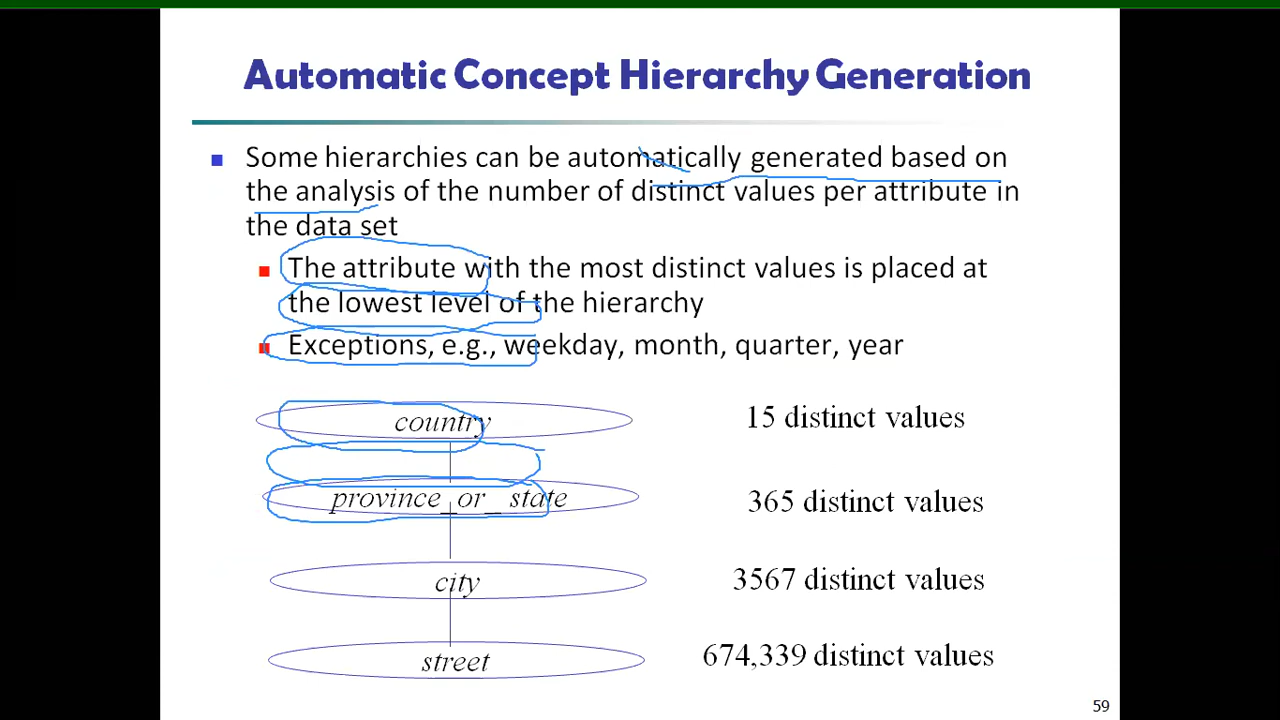 Automatic Concept Hierarchy Generation
Some hierarchies can be automatically generated based on
the analysis of the number of distinct values per attribute in
the data set
The attribute with the most distinct values is placed at
the lowest level of the hierarchy
Exceptions, e.g., weekday, month, quarter, year
country 15 distinct values
province_or_ state 365 distinct values
city 3567 distinct values
street 674,339 distinct values
59